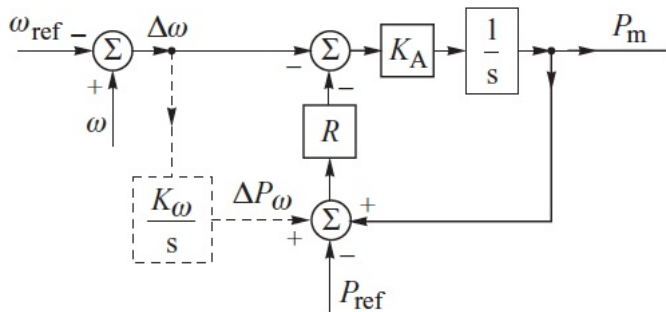 ω_ref − Σ Δω − Σ K_A 1/s P_m
+ −
ω R
K_ω/s ΔP_ω + Σ +
−
P_ref